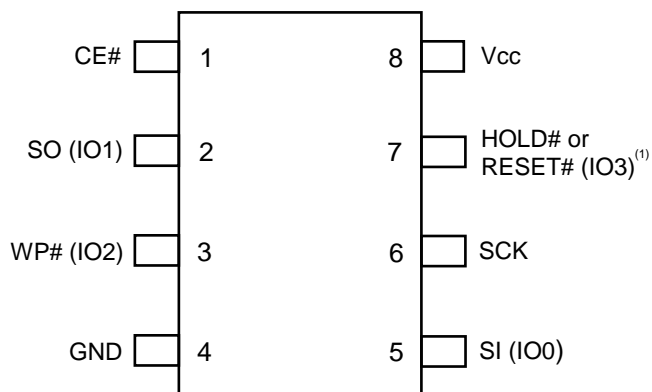 CE# 1 8 Vcc
SO (IO1) 2 7 HOLD# or
RESET# (IO3)(1)
WP# (IO2) 3 6 SCK
GND 4 5 SI (IO0)